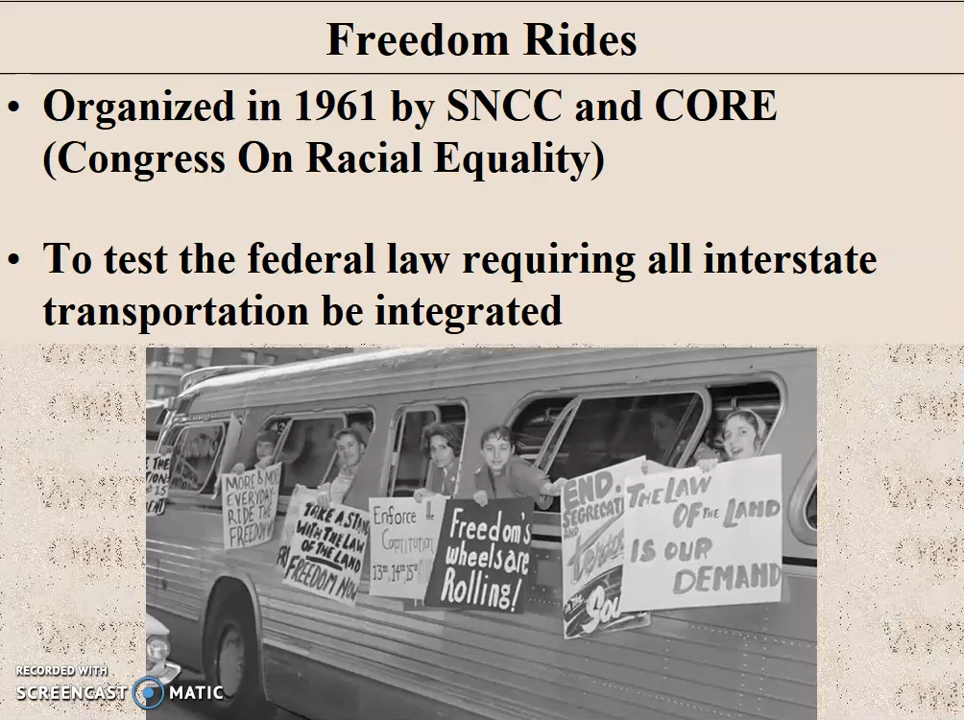 Freedom Rides
• Organized in 1961 by SNCC and CORE
(Congress On Racial Equality)
• To test the federal law requiring all interstate
transportation be integrated
MORE &
EVERYDAY
RIDE THE
FREEDOM
TAKE A STAND
WITH THE LAW
OF THE LAND
FREEDOM NOW
Enforce the
Constitution
13th, 14th, 15th
Freedom's
wheels are
Rolling!
END
SEGREGATION
AND
THE LAW
OF THE LAND
IS OUR
DEMAND
RECORDED WITH
SCREENCAST MATIC